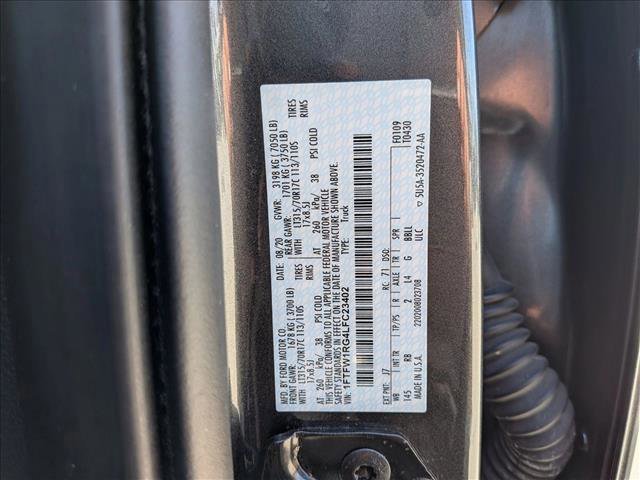 MFD. BY FORD MOTOR CO.
DATE: 08/20 GVWR: 3198 KG (7050 LB)
FRONT GAWR: 1678 KG (3700 LB) REAR GAWR: 1701 KG (3750 LB)
WITH LT315/70R17C 113/110S TIRES WITH LT315/70R17C 113/110S TIRES
17x8.5J RIMS 17x8.5J RIMS
AT 260 kPa/ 38 PSI COLD AT 260 kPa/ 38 PSI COLD
THIS VEHICLE CONFORMS TO ALL APPLICABLE FEDERAL MOTOR VEHICLE
SAFETY STANDARDS IN EFFECT ON THE DATE OF MANUFACTURE SHOWN ABOVE.
VIN: 1FTFW1RG4LFC23402 TYPE: Truck
F0109
T0430
EXT PNT: J7 RC: 71 DSO:
WB INT TR TP/PS R AXLE TR SPR
145 RB 2 L4 G BBLL
MADE IN U.S.A. ULC
2202008023708
5U5A-3520472-AA